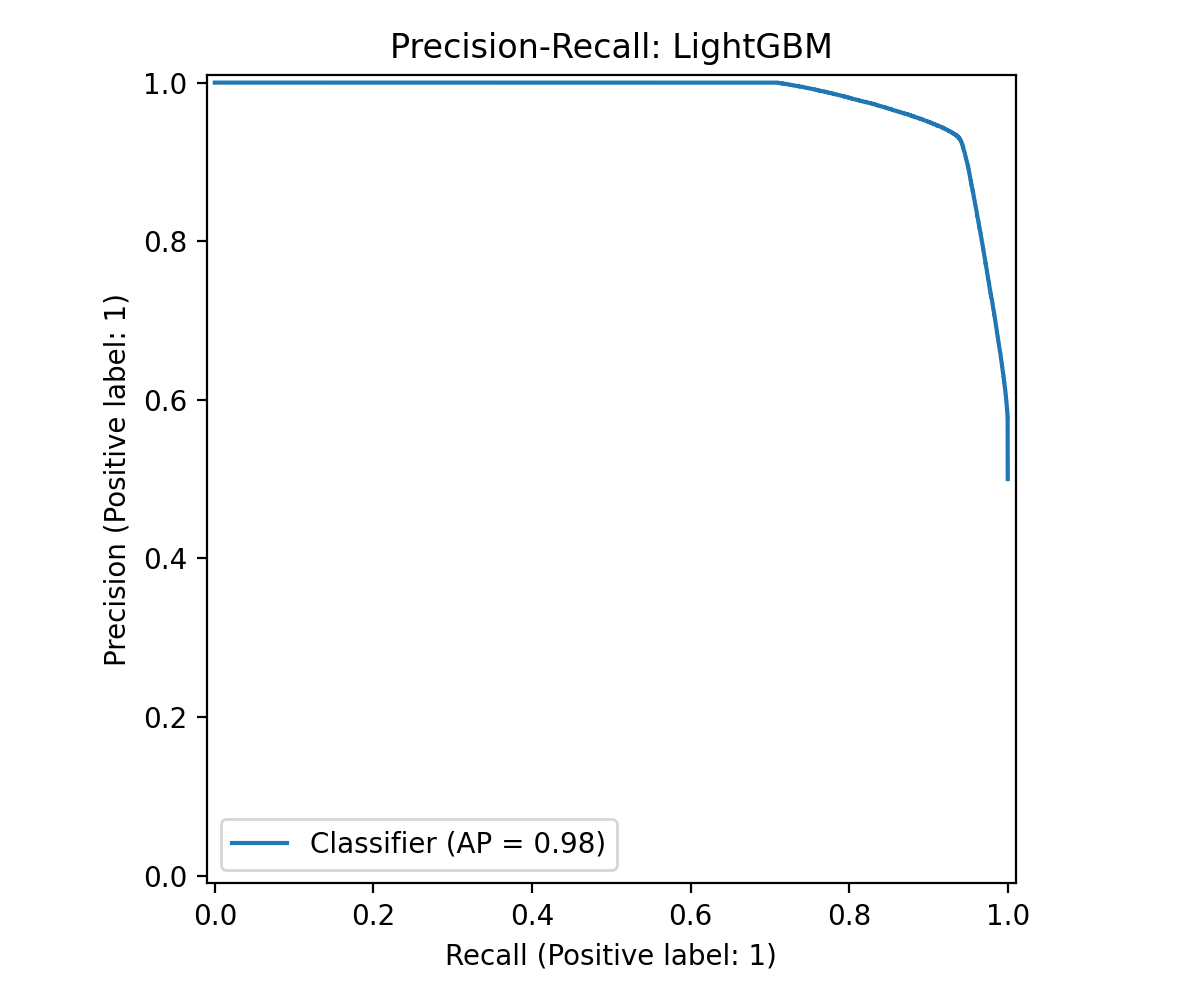 Precision-Recall: LightGBM
Precision (Positive label: 1)
1.0
0.8
0.6
0.4
0.2
0.0
Classifier (AP = 0.98)
0.0 0.2 0.4 0.6 0.8 1.0
Recall (Positive label: 1)